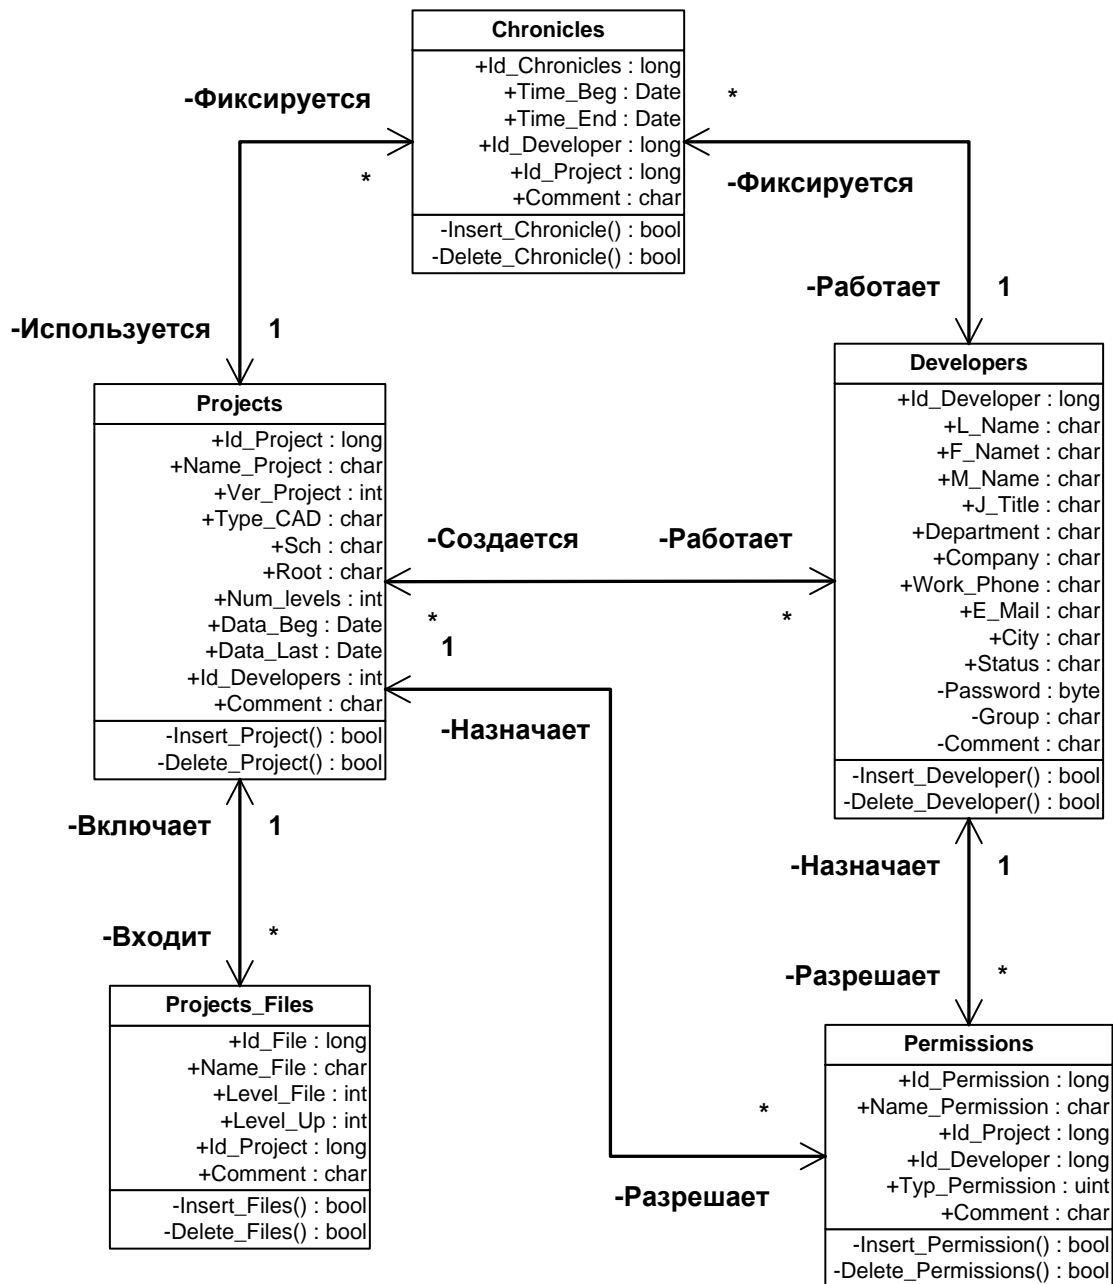 Chronicles
+Id_Chronicles : long
+Time_Beg : Date
+Time_End : Date
+Id_Developer : long
+Id_Project : long
+Comment : char
-Insert_Chronicle() : bool
-Delete_Chronicle() : bool
-Фиксируется
*
*
-Фиксируется
-Используется
1
-Работает
1
Projects
+Id_Project : long
+Name_Project : char
+Ver_Project : int
+Type_CAD : char
+Sch : char
+Root : char
+Num_levels : int
+Data_Beg : Date
+Data_Last : Date
+Id_Developers : int
+Comment : char
-Insert_Project() : bool
-Delete_Project() : bool
Developers
+Id_Developer : long
+L_Name : char
+F_Namet : char
+M_Name : char
+J_Title : char
+Department : char
+Company : char
+Work_Phone : char
+E_Mail : char
+City : char
+Status : char
-Password : byte
-Group : char
-Comment : char
-Insert_Developer() : bool
-Delete_Developer() : bool
-Создается
-Работает
*
*
1
-Назначает
-Включает
1
-Входит
*
-Назначает
1
-Разрешает
*
Projects_Files
+Id_File : long
+Name_File : char
+Level_File : int
+Level_Up : int
+Id_Project : long
+Comment : char
-Insert_Files() : bool
-Delete_Files() : bool
*
-Разрешает
Permissions
+Id_Permission : long
+Name_Permission : char
+Id_Project : long
+Id_Developer : long
+Typ_Permission : uint
+Comment : char
-Insert_Permission() : bool
-Delete_Permissions() : bool